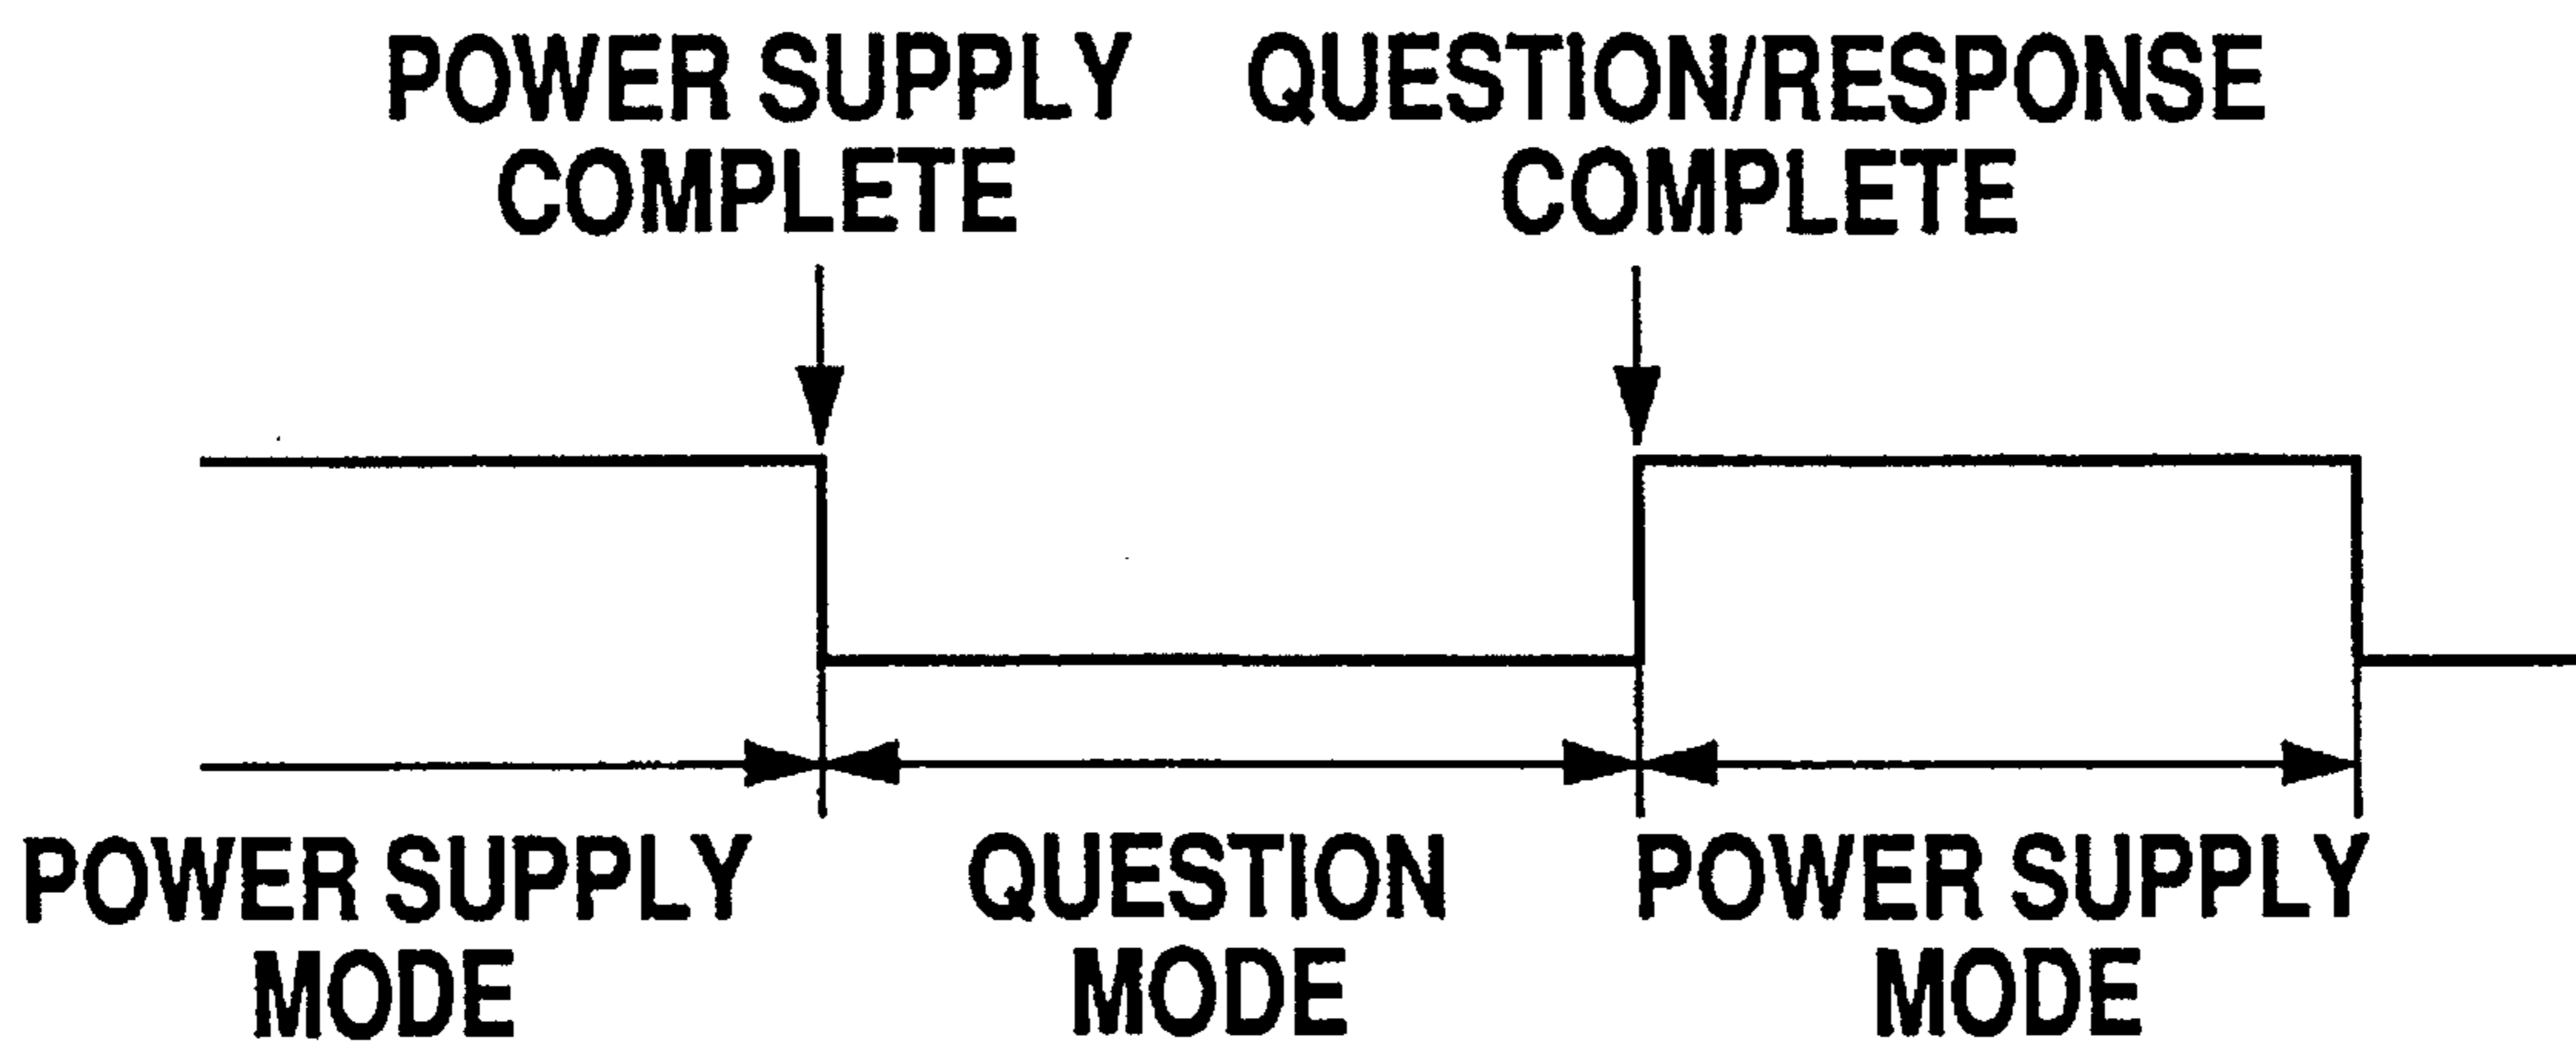 POWER SUPPLY
COMPLETE
QUESTION/RESPONSE
COMPLETE
POWER SUPPLY
MODE
QUESTION
MODE
POWER SUPPLY
MODE